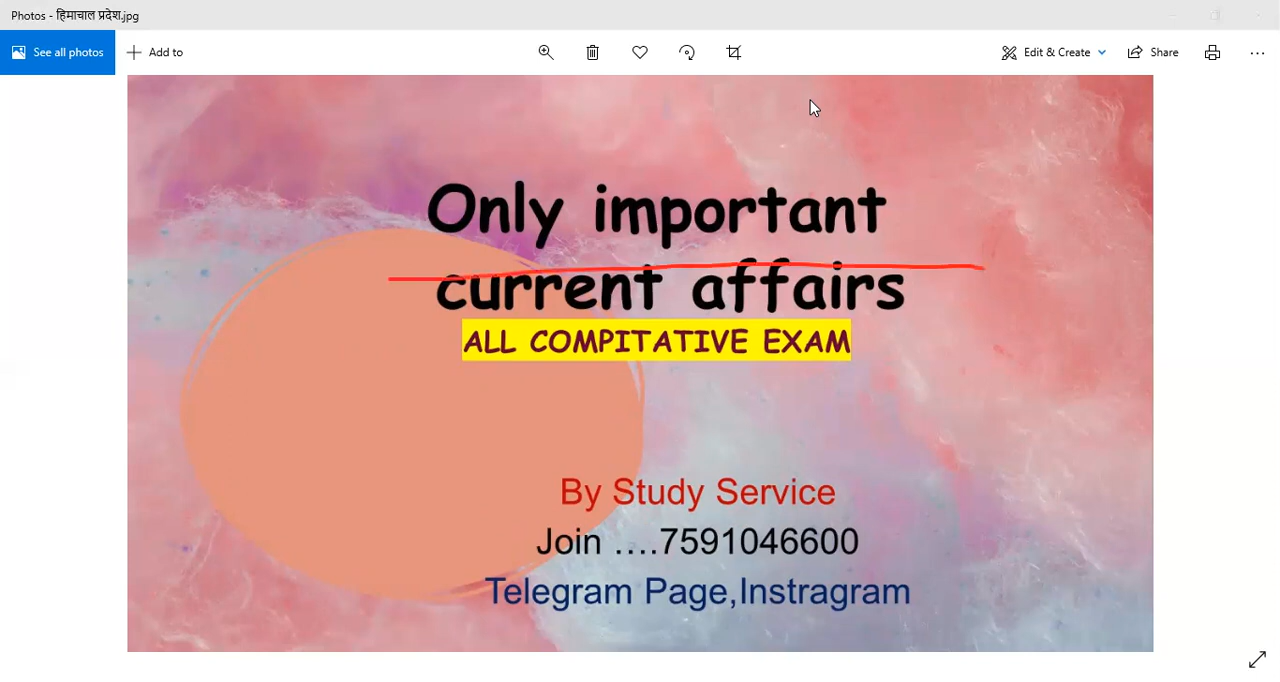 Photos - हिमाचल प्रदेश.jpg
See all photos
Add to
Edit & Create
Share
Only important
current affairs
ALL COMPITATIVE EXAM
By Study Service
Join ....7591046600
Telegram Page,Instragram